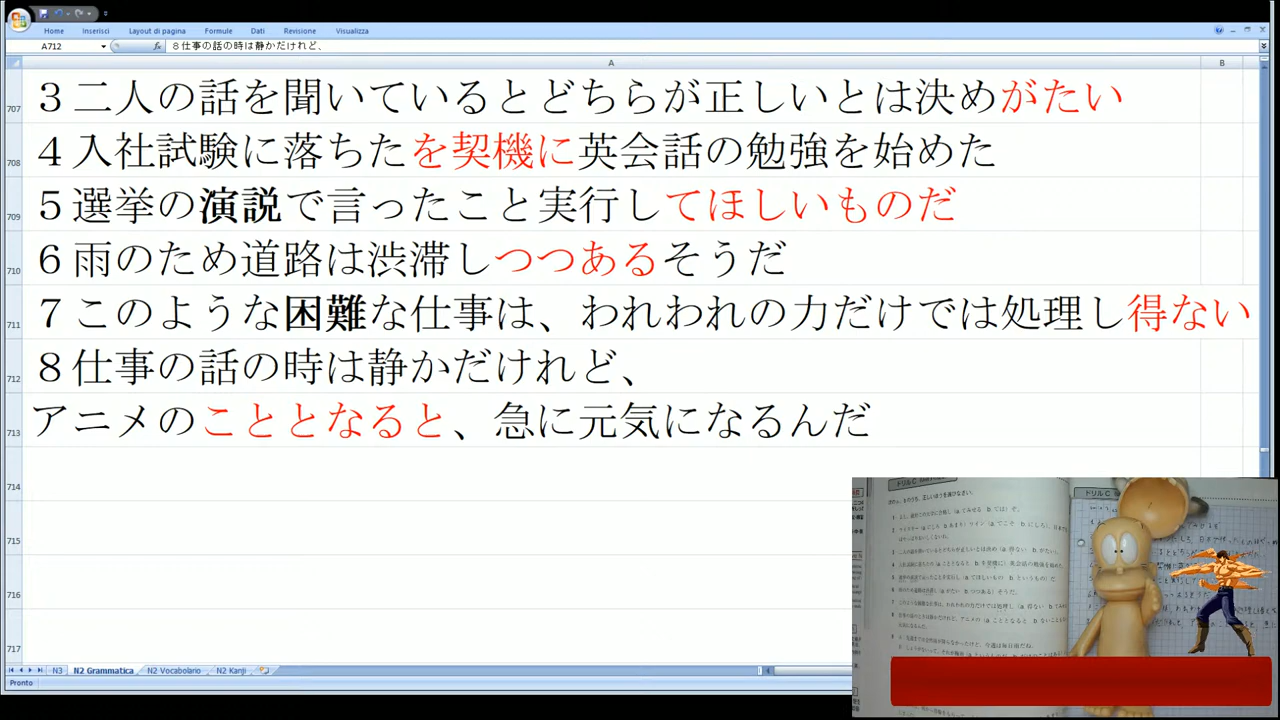 Home Inserisci Layout di pagina Formule Dati Revisione Visualizza
A712 fx 8仕事の話の時は静かだけれど、
A B
707 3二人の話を聞いているとどちらが正しいとは決めがたい
708 4入社試験に落ちたを契機に英会話の勉強を始めた
709 5選挙の演説で言ったこと実行してほしいものだ
710 6雨のため道路は渋滞しつつあるそうだ
711 7このような困難な仕事は、われわれの力だけでは処理し得ない
712 8仕事の話の時は静かだけれど、
713 アニメのこととなると、急に元気になるんだ
714
715
716
717
N3 N2 Grammatica N2 Vocabolario N2 Kanji
Pronto
ドリルC
ドリルC